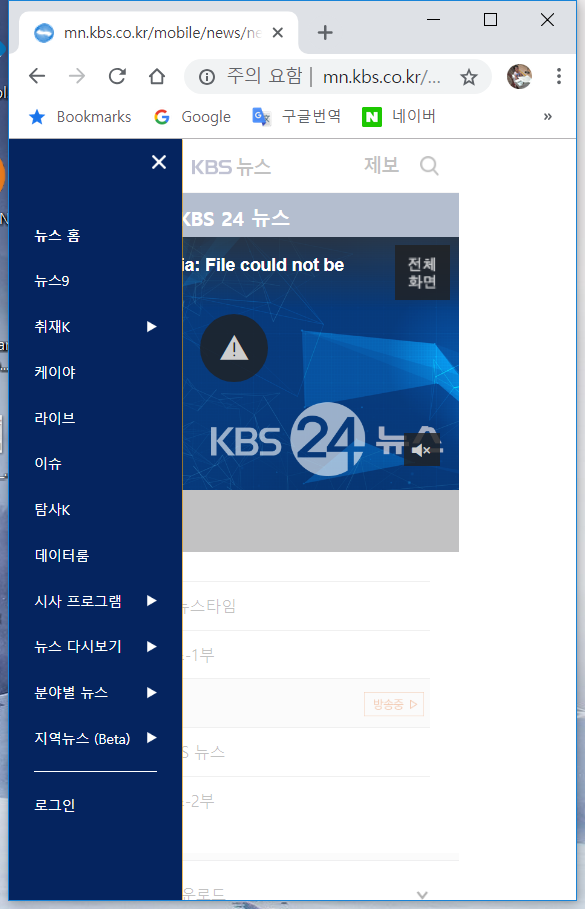 mn.kbs.co.kr/mobile/news/ne
주의 요함 | mn.kbs.co.kr/...
Bookmarks Google 구글번역 네이버 »
KBS 뉴스 제보
뉴스 홈
뉴스9
취재K
케이야
라이브
이슈
탐사K
데이터룸
시사 프로그램
뉴스 다시보기
분야별 뉴스
지역뉴스 (Beta)
로그인
KBS 24 뉴스
ia: File could not be
전체
화면
KBS 24 뉴스
뉴스타임
-1부
방송중
S 뉴스
-2부
운로드